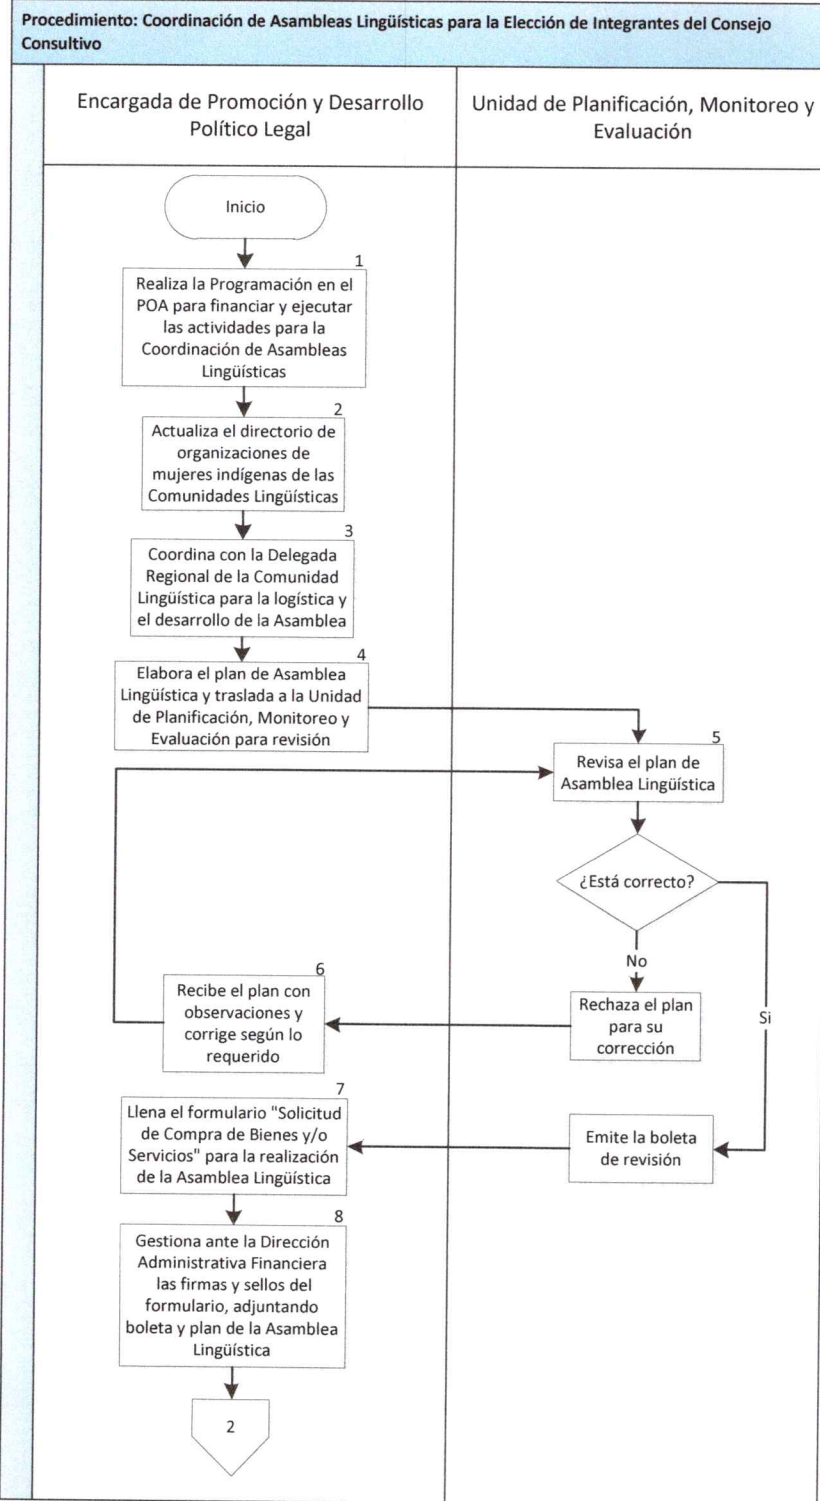 Procedimiento: Coordinación de Asambleas Lingüísticas para la Elección de Integrantes del Consejo
Consultivo
Encargada de Promoción y Desarrollo
Político Legal
Unidad de Planificación, Monitoreo y
Evaluación
Inicio
1
Realiza la Programación en el
POA para financiar y ejecutar
las actividades para la
Coordinación de Asambleas
Lingüísticas
2
Actualiza el directorio de
organizaciones de
mujeres indígenas de las
Comunidades Lingüísticas
3
Coordina con la Delegada
Regional de la Comunidad
Lingüística para la logística y
el desarrollo de la Asamblea
4
Elabora el plan de Asamblea
Lingüística y traslada a la Unidad
de Planificación, Monitoreo y
Evaluación para revisión
5
Revisa el plan de
Asamblea Lingüística
¿Está correcto?
No
Si
Rechaza el plan
para su
corrección
6
Recibe el plan con
observaciones y
corrige según lo
requerido
Emite la boleta
de revisión
7
Llena el formulario "Solicitud
de Compra de Bienes y/o
Servicios" para la realización
de la Asamblea Lingüística
8
Gestiona ante la Dirección
Administrativa Financiera
las firmas y sellos del
formulario, adjuntando
boleta y plan de la Asamblea
Lingüística
2